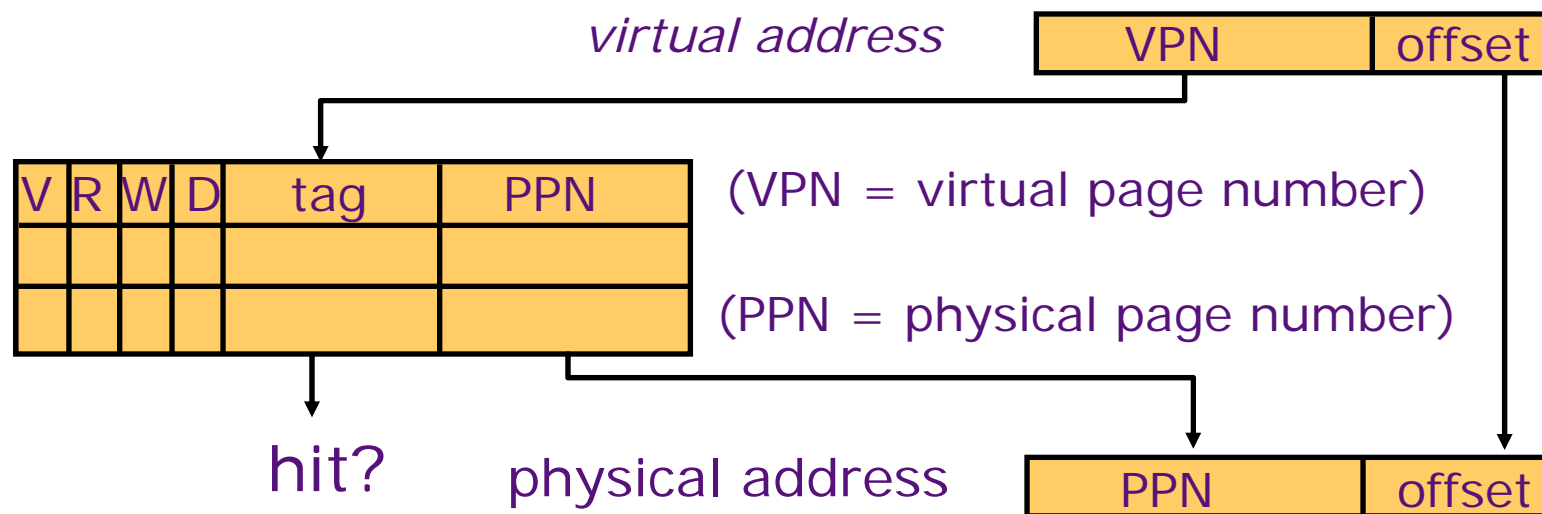 virtual address VPN offset
V R W D tag PPN (VPN = virtual page number)
(PPN = physical page number)
hit? physical address PPN offset